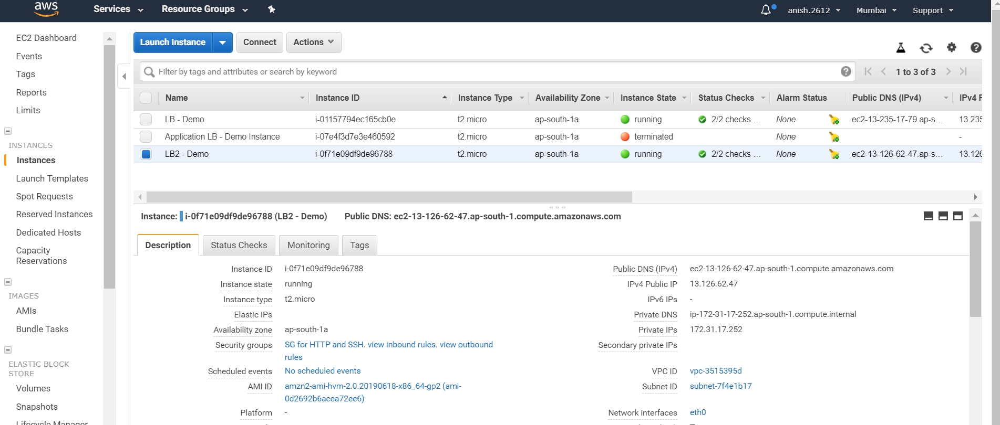 aws Services Resource Groups anish.2612 Mumbai Support
EC2 Dashboard
Events
Tags
Reports
Limits
INSTANCES
Instances
Launch Templates
Spot Requests
Reserved Instances
Dedicated Hosts
Capacity
Reservations
IMAGES
AMIs
Bundle Tasks
ELASTIC BLOCK
STORE
Volumes
Snapshots
Lifecycle Manager
Launch Instance Connect Actions
Filter by tags and attributes or search by keyword 1 to 3 of 3
Name Instance ID Instance Type Availability Zone Instance State Status Checks Alarm Status Public DNS (IPv4) IPv4 P
LB - Demo i-01157794ec165cb0e t2.micro ap-south-1a running 2/2 checks ... None ec2-13-235-17-79.ap-s... 13.235
Application LB - Demo Instance i-07e4f3d7e3e460592 t2.micro ap-south-1a terminated None -
LB2 - Demo i-0f71e09df9de96788 t2.micro ap-south-1a running 2/2 checks ... None ec2-13-126-62-47.ap-s... 13.126
Instance: i-0f71e09df9de96788 (LB2 - Demo) Public DNS: ec2-13-126-62-47.ap-south-1.compute.amazonaws.com
Description Status Checks Monitoring Tags
Instance ID i-0f71e09df9de96788
Instance state running
Instance type t2.micro
Elastic IPs
Availability zone ap-south-1a
Security groups SG for HTTP and SSH. view inbound rules. view outbound
rules
Scheduled events No scheduled events
AMI ID amzn2-ami-hvm-2.0.20190618-x86_64-gp2 (ami-
0d2692b6acea72ee6)
Platform -
Public DNS (IPv4) ec2-13-126-62-47.ap-south-1.compute.amazonaws.com
IPv4 Public IP 13.126.62.47
IPv6 IPs -
Private DNS ip-172-31-17-252.ap-south-1.compute.internal
Private IPs 172.31.17.252
Secondary private IPs
VPC ID vpc-3515395d
Subnet ID subnet-7f4e1b17
Network interfaces eth0